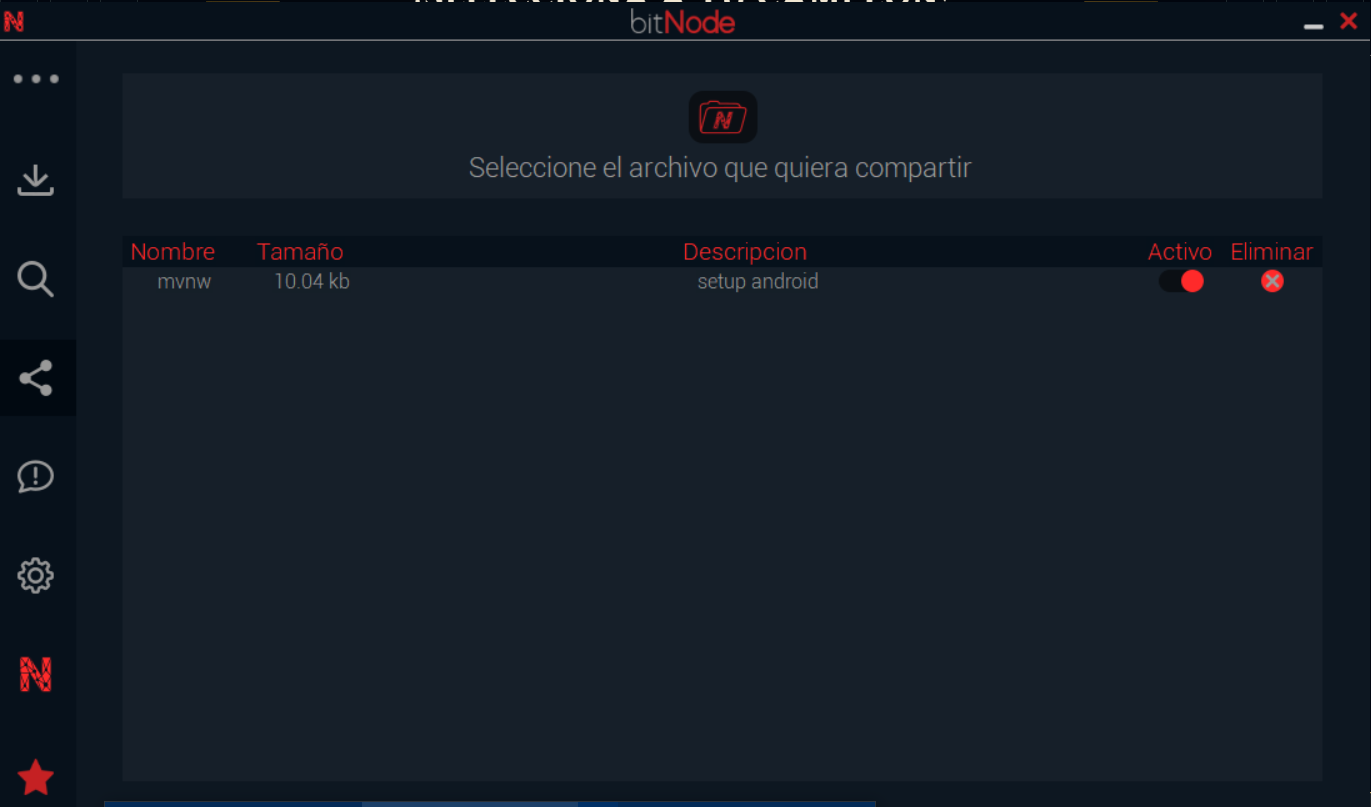 bitNode
Seleccione el archivo que quiera compartir
Nombre Tamaño Descripcion Activo Eliminar
mvnw 10.04 kb setup android